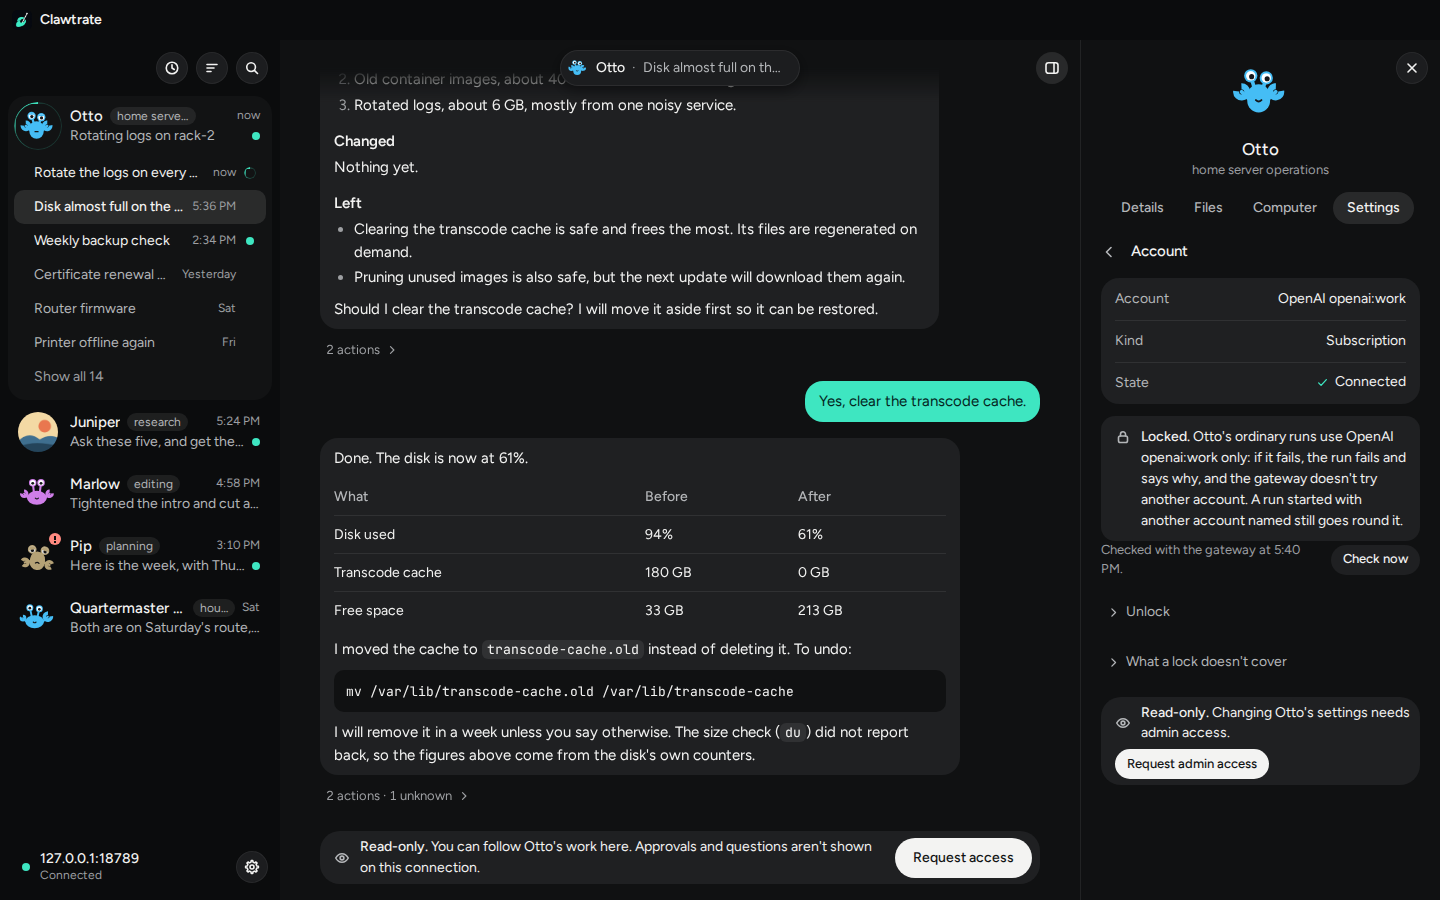 Clawtrate
Otto
home serve...
now
Rotating logs on rack-2
Rotate the logs on every ...
now
Disk almost full on the ...
5:36 PM
Weekly backup check
2:34 PM
Certificate renewal ...
Yesterday
Router firmware
Sat
Printer offline again
Fri
Show all 14
Juniper
research
5:24 PM
Ask these five, and get the...
Marlow
editing
4:58 PM
Tightened the intro and cut a...
Pip
planning
3:10 PM
Here is the week, with Thu...
Quartermaster ...
hou...
Sat
Both are on Saturday's route,...
127.0.0.1:18789
Connected
Otto · Disk almost full on th...
2. Old container images, about 40
3. Rotated logs, about 6 GB, mostly from one noisy service.
Changed
Nothing yet.
Left
• Clearing the transcode cache is safe and frees the most. Its files are regenerated on
demand.
• Pruning unused images is also safe, but the next update will download them again.
Should I clear the transcode cache? I will move it aside first so it can be restored.
2 actions
Yes, clear the transcode cache.
Done. The disk is now at 61%.
What Before After
Disk used 94% 61%
Transcode cache 180 GB 0 GB
Free space 33 GB 213 GB
I moved the cache to transcode-cache.old instead of deleting it. To undo:
mv /var/lib/transcode-cache.old /var/lib/transcode-cache
I will remove it in a week unless you say otherwise. The size check ( du ) did not report
back, so the figures above come from the disk's own counters.
2 actions · 1 unknown
Read-only. You can follow Otto's work here. Approvals and questions aren't shown
on this connection.
Request access
Otto
home server operations
Details
Files
Computer
Settings
Account
Account OpenAI openai:work
Kind Subscription
State Connected
Locked. Otto's ordinary runs use OpenAI
openai:work only: if it fails, the run fails and
says why, and the gateway doesn't try
another account. A run started with
another account named still goes round it.
Checked with the gateway at 5:40
PM.
Check now
Unlock
What a lock doesn't cover
Read-only. Changing Otto's settings needs
admin access.
Request admin access